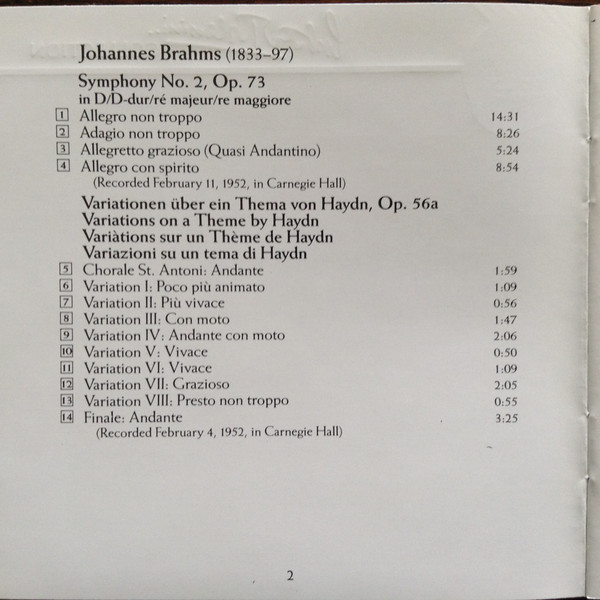 Johannes Brahms (1833–97)
Symphony No. 2, Op. 73
in D/D-dur/ré majeur/re maggiore
1 Allegro non troppo 14:31
2 Adagio non troppo 8:26
3 Allegretto grazioso (Quasi Andantino) 5:24
4 Allegro con spirito 8:54
(Recorded February 11, 1952, in Carnegie Hall)
Variationen über ein Thema von Haydn, Op. 56a
Variations on a Theme by Haydn
Variàtions sur un Thème de Haydn
Variazioni su un tema di Haydn
5 Chorale St. Antoni: Andante 1:59
6 Variation I: Poco più animato 1:09
7 Variation II: Più vivace 0:56
8 Variation III: Con moto 1:47
9 Variation IV: Andante con moto 2:06
10 Variation V: Vivace 0:50
11 Variation VI: Vivace 1:09
12 Variation VII: Grazioso 2:05
13 Variation VIII: Presto non troppo 0:55
14 Finale: Andante 3:25
(Recorded February 4, 1952, in Carnegie Hall)
2